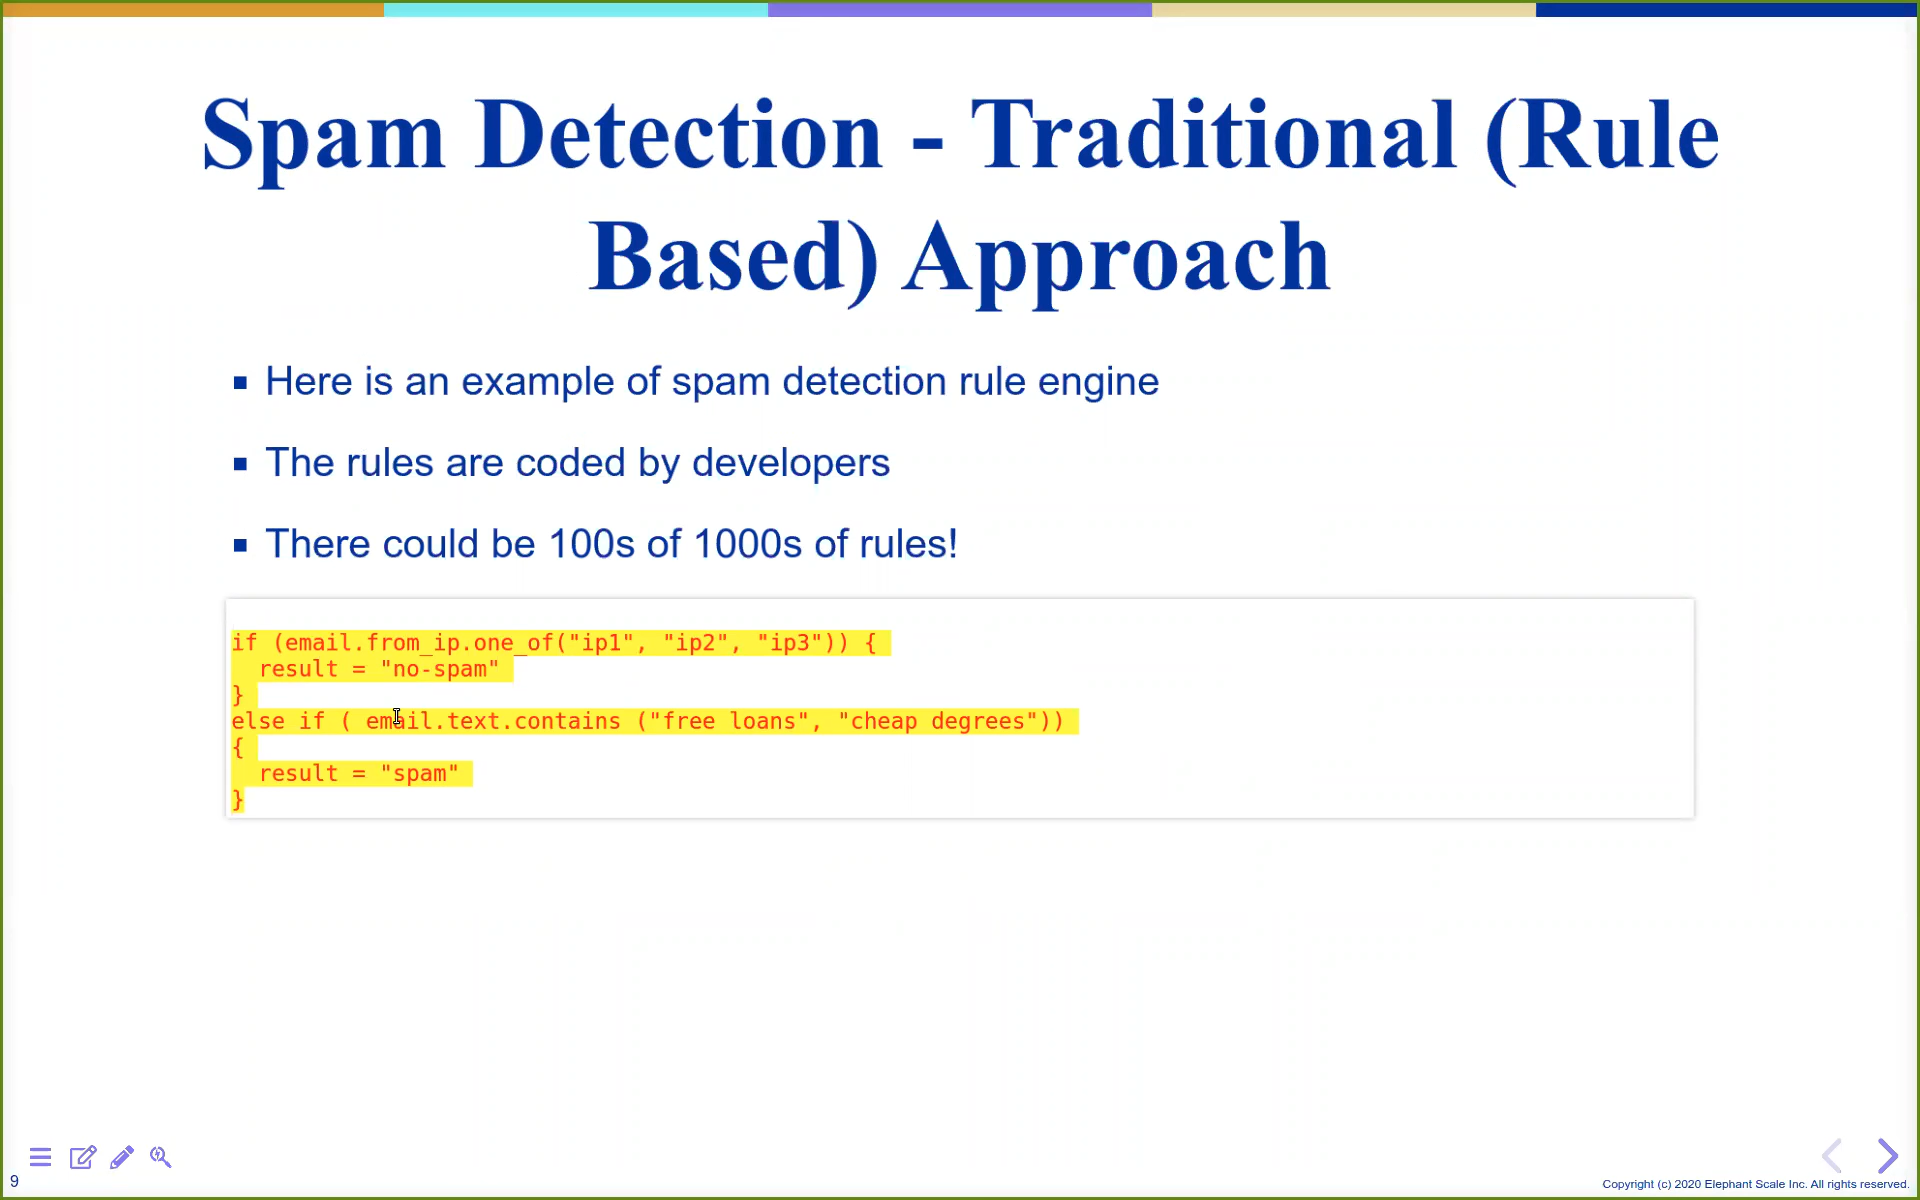 Spam Detection - Traditional (Rule
Based) Approach
Here is an example of spam detection rule engine
The rules are coded by developers
There could be 100s of 1000s of rules!
if (email.from_ip.one_of("ip1", "ip2", "ip3")) {
  result = "no-spam"
}
else if ( email.text.contains ("free loans", "cheap degrees"))
{
  result = "spam"
}
9
Copyright (c) 2020 Elephant Scale Inc. All rights reserved.